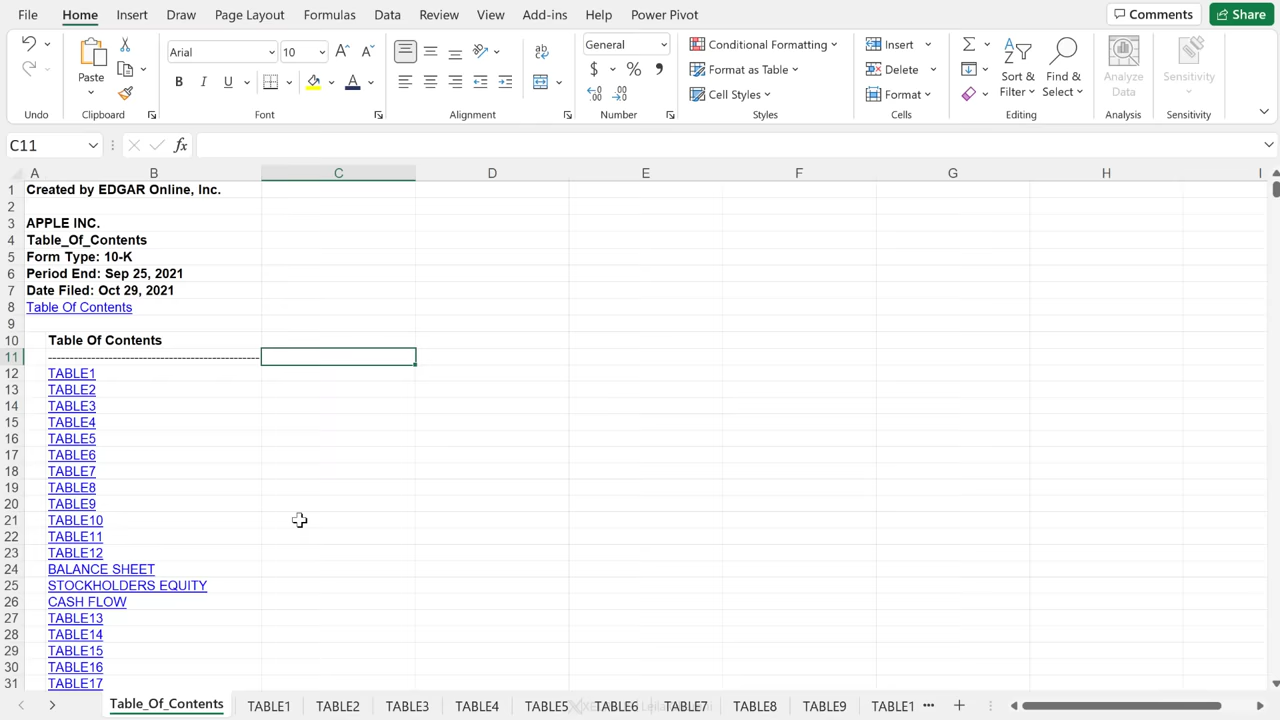 File Home Insert Draw Page Layout Formulas Data Review View Add-ins Help Power Pivot Comments Share
Arial 10 General Conditional Formatting Insert
Paste B I U $ % Format as Table Delete Sort & Filter Find & Select Analyze Data Sensitivity
Cell Styles Format
Undo Clipboard Font Alignment Number Styles Cells Editing Analysis Sensitivity
C11 fx
A B C D E F G H I
1 Created by EDGAR Online, Inc.
2
3 APPLE INC.
4 Table_Of_Contents
5 Form Type: 10-K
6 Period End: Sep 25, 2021
7 Date Filed: Oct 29, 2021
8 Table Of Contents
9
10 Table Of Contents
11 --------------------------------------------------
12 TABLE1
13 TABLE2
14 TABLE3
15 TABLE4
16 TABLE5
17 TABLE6
18 TABLE7
19 TABLE8
20 TABLE9
21 TABLE10
22 TABLE11
23 TABLE12
24 BALANCE SHEET
25 STOCKHOLDERS EQUITY
26 CASH FLOW
27 TABLE13
28 TABLE14
29 TABLE15
30 TABLE16
31 TABLE17
Table_Of_Contents TABLE1 TABLE2 TABLE3 TABLE4 TABLE5 TABLE6 TABLE7 TABLE8 TABLE9 TABLE1 ...